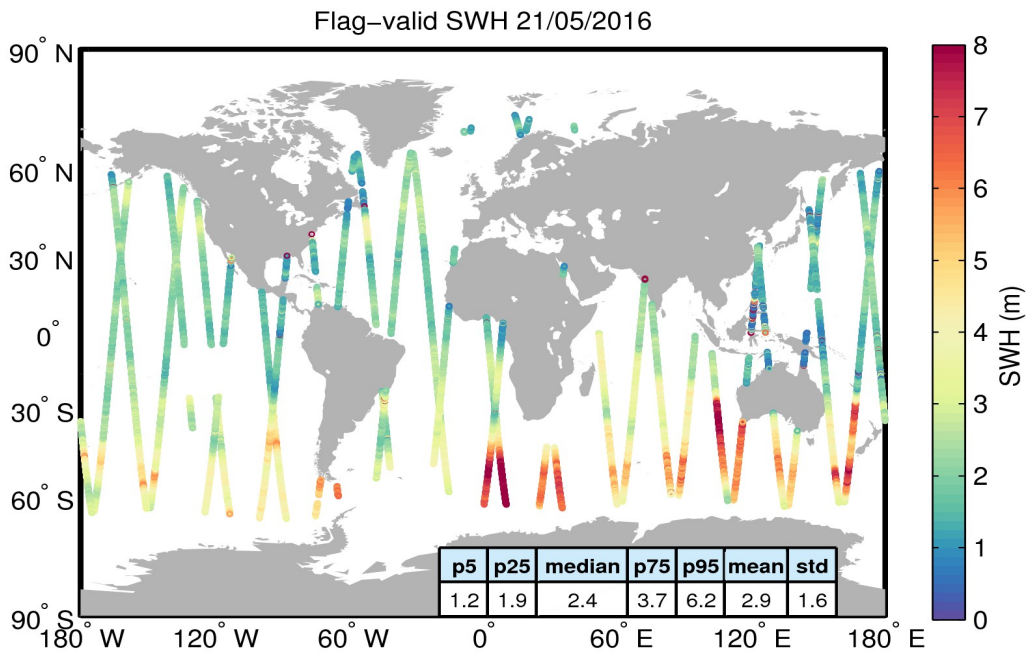 Flag−valid SWH 21/05/2016
90° N
60° N
30° N
0°
30° S
60° S
90° S
180° W
120° W
60° W
0°
60° E
120° E
180° E
p5 p25 median p75 p95 mean std
1.2 1.9 2.4 3.7 6.2 2.9 1.6
8
7
6
5
4
3
2
1
0
SWH (m)